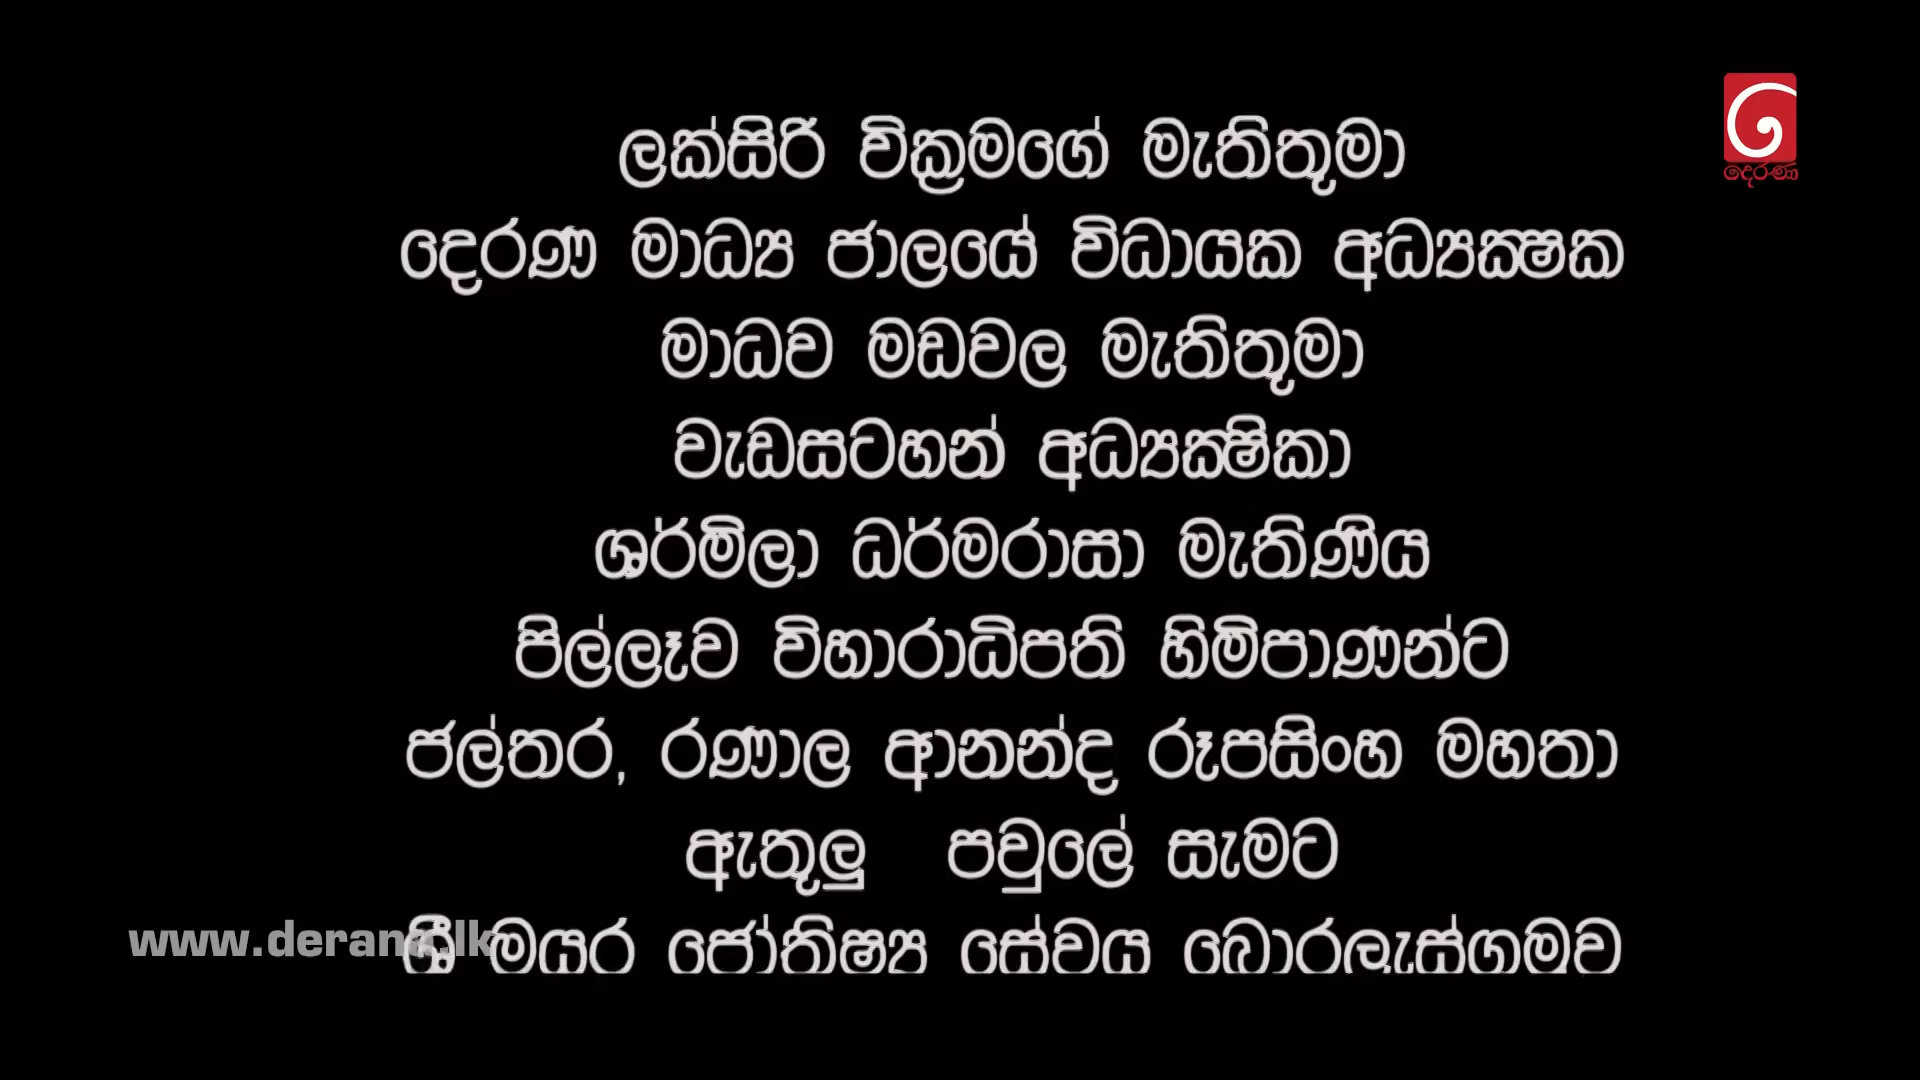 ලක්සිරි වික්‍රමගේ මැතිතුමා
දෙරණ
දෙරණ මාධ්‍ය ජාලයේ විධායක අධ්‍යක්ෂක
මාධව මඩවල මැතිතුමා
වැඩසටහන් අධ්‍යක්ෂිකා
ශර්මිලා ධර්මරාසා මැතිණිය
පිල්ලෑව විහාරාධිපති හිමිපාණන්ට
ජල්තර, රණාල ආනන්ද රූපසිංහ මහතා
ඇතුලු පවුලේ සැමට
www.derana.lk
ශ්‍රී මයුර ජෝතිෂ්‍ය සේවය බොරලැස්ගමුව